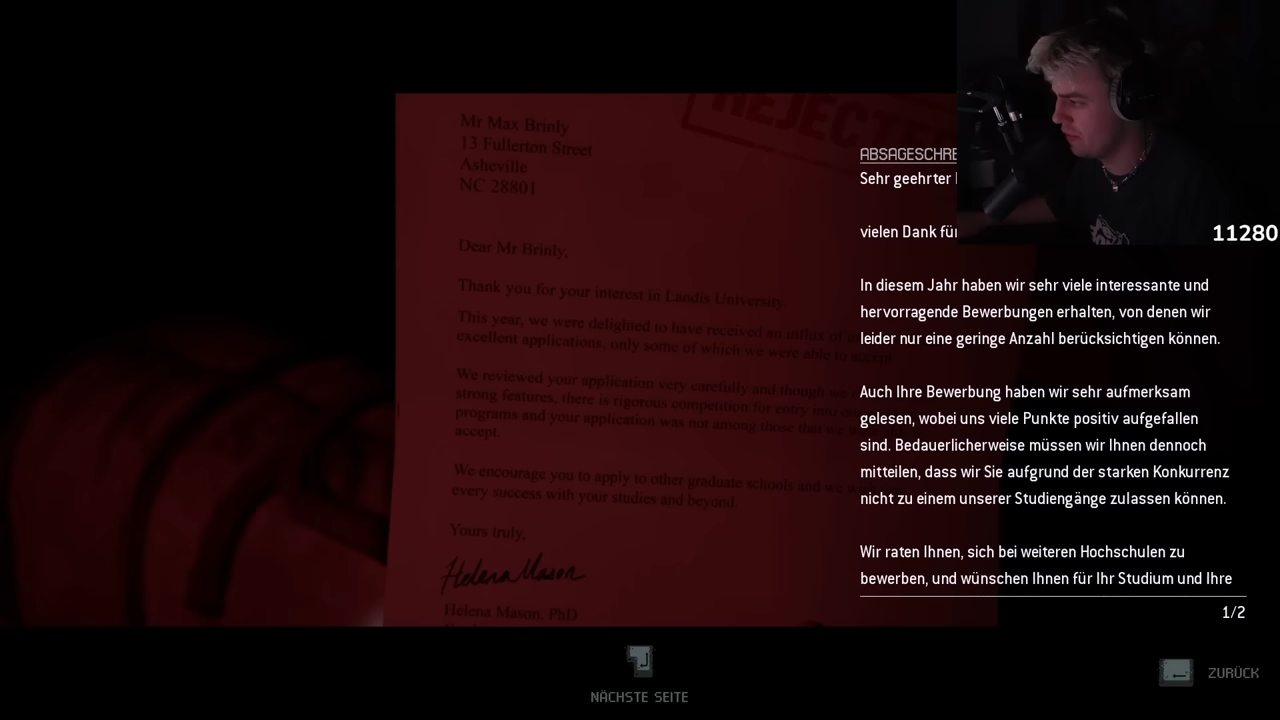 REJECTED
Mr Max Brinly
13 Fullerton Street
Asheville
NC 28801
Dear Mr Brinly,
Thank you for your interest in Landis University.
This year, we were delighted to have received an influx of
excellent applications, only some of which we were able to accept.
We reviewed your application very carefully and though we
strong features, there is rigorous competition for entry into our
programs and your application was not among those that we
accept.
We encourage you to apply to other graduate schools and we wish
every success with your studies and beyond.
Yours truly,
Helena Mason
Helena Mason, PhD
ABSAGESCHRE
Sehr geehrter
vielen Dank für
In diesem Jahr haben wir sehr viele interessante und
hervorragende Bewerbungen erhalten, von denen wir
leider nur eine geringe Anzahl berücksichtigen können.
Auch Ihre Bewerbung haben wir sehr aufmerksam
gelesen, wobei uns viele Punkte positiv aufgefallen
sind. Bedauerlicherweise müssen wir Ihnen dennoch
mitteilen, dass wir Sie aufgrund der starken Konkurrenz
nicht zu einem unserer Studiengänge zulassen können.
Wir raten Ihnen, sich bei weiteren Hochschulen zu
bewerben, und wünschen Ihnen für Ihr Studium und Ihre
1/2
11280
NÄCHSTE SEITE
ZURÜCK